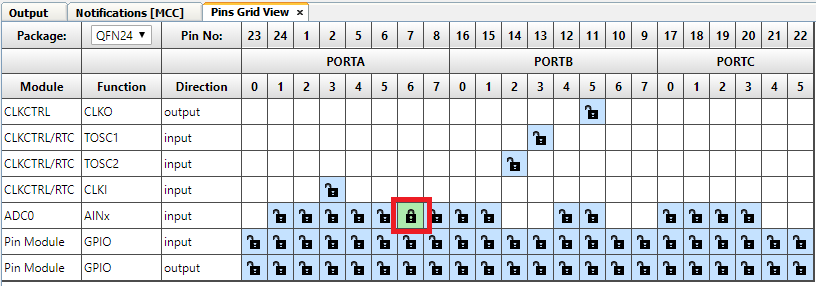 Output Notifications [MCC] Pins Grid View ×
Package: QFN24 ▼ Pin No: 23 24 1 2 5 6 7 8 16 15 14 13 12 11 10 9 17 18 19 20 21 22
PORTA PORTB PORTC
Module Function Direction 0 1 2 3 4 5 6 7 0 1 2 3 4 5 6 7 0 1 2 3 4 5
CLKCTRL CLKO output
CLKCTRL/RTC TOSC1 input
CLKCTRL/RTC TOSC2 input
CLKCTRL/RTC CLKI input
ADC0 AINx input
Pin Module GPIO input
Pin Module GPIO output